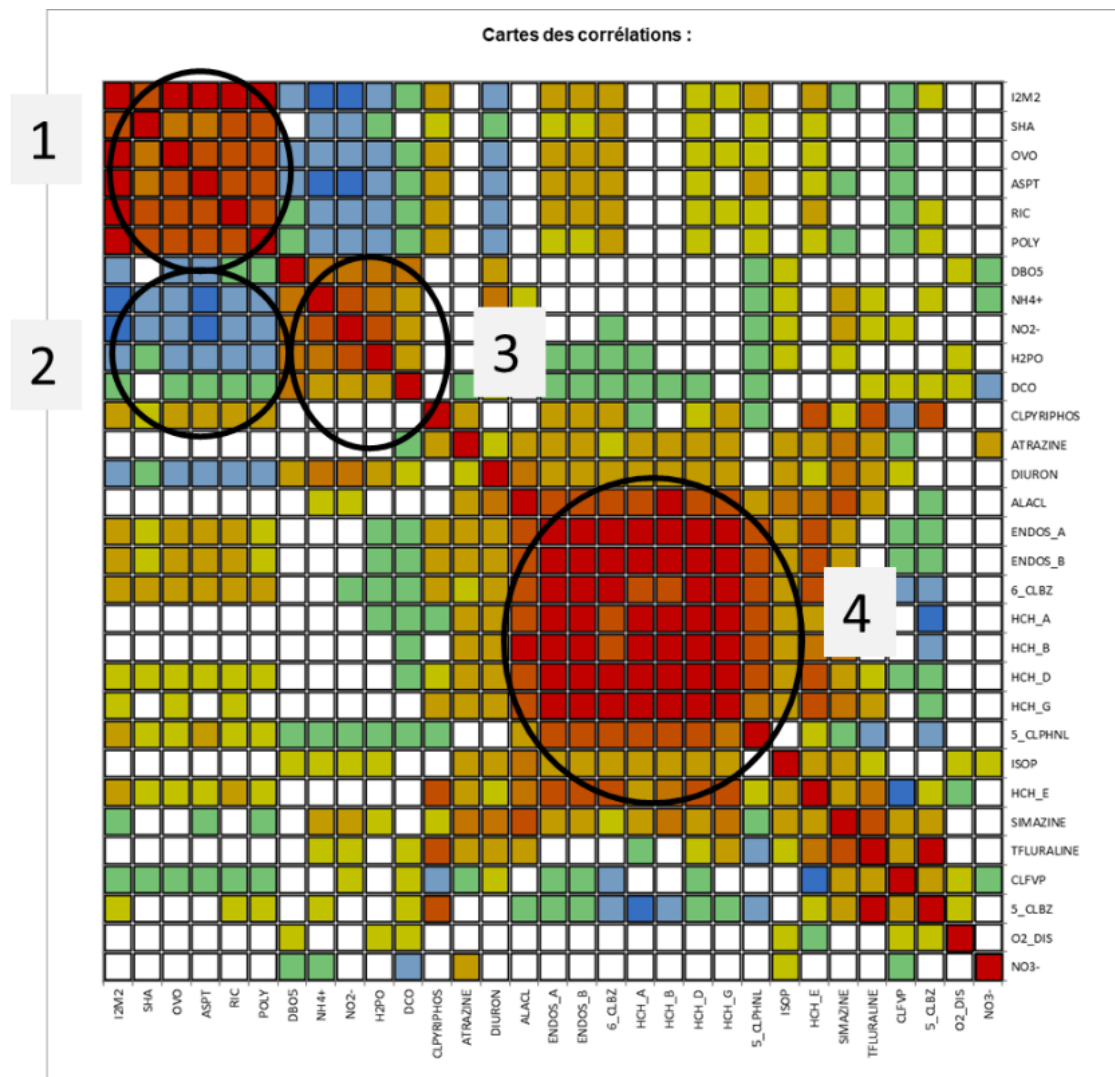 Cartes des corrélations :
1
2
3
4
I2M2
SHA
OVO
ASPT
RIC
POLY
DBO5
NH4+
NO2-
H2PO
DCO
CLPYRIPHOS
ATRAZINE
DIURON
ALACL
ENDOS_A
ENDOS_B
6_CLBZ
HCH_A
HCH_B
HCH_D
HCH_G
5_CLPHNL
ISOP
HCH_E
SIMAZINE
TFLURALINE
CLFVP
5_CLBZ
O2_DIS
NO3-
I2M2
SHA
OVO
ASPT
RIC
POLY
DBO5
NH4+
NO2-
H2PO
DCO
CLPYRIPHOS
ATRAZINE
DIURON
ALACL
ENDOS_A
ENDOS_B
6_CLBZ
HCH_A
HCH_B
HCH_D
HCH_G
5_CLPHNL
ISOP
HCH_E
SIMAZINE
TFLURALINE
CLFVP
5_CLBZ
O2_DIS
NO3-